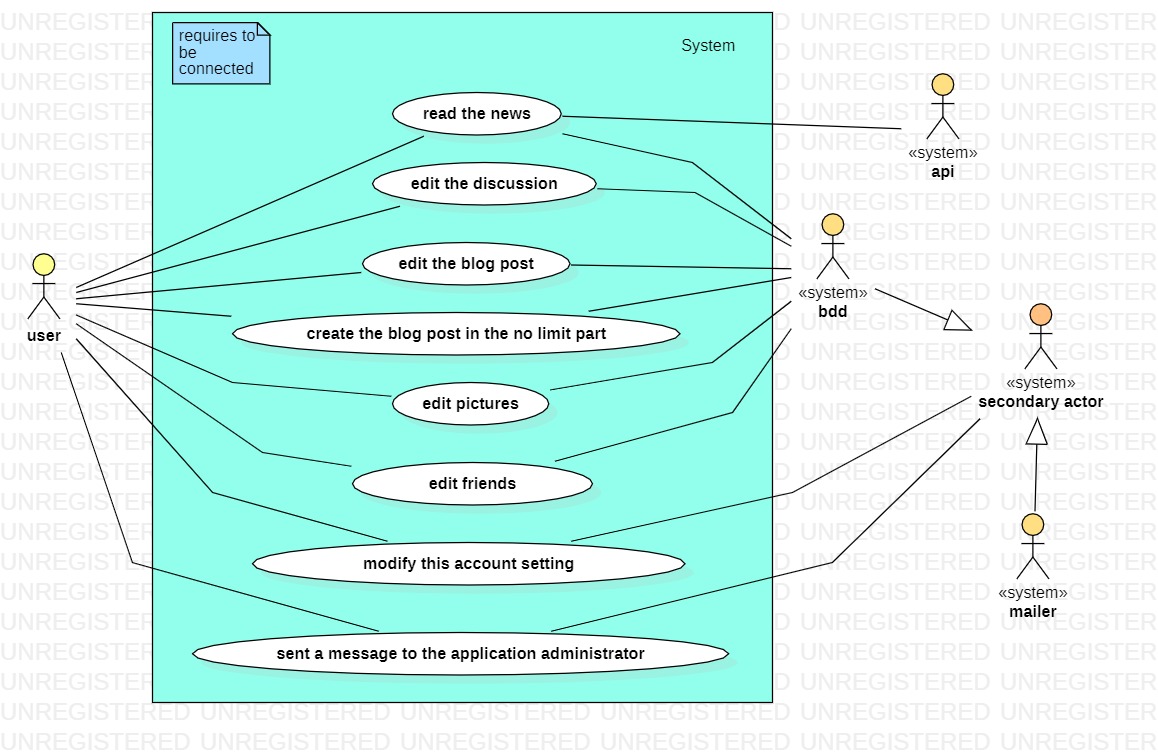 requires to
be
connected
System
read the news
«system»
api
edit the discussion
«system»
bdd
edit the blog post
user
create the blog post in the no limit part
«system»
secondary actor
edit pictures
edit friends
modify this account setting
«system»
mailer
sent a message to the application administrator
UNREGISTERED UNREGISTERED UNREGISTERED UNREGISTERED UNREGISTERED UNREGISTER